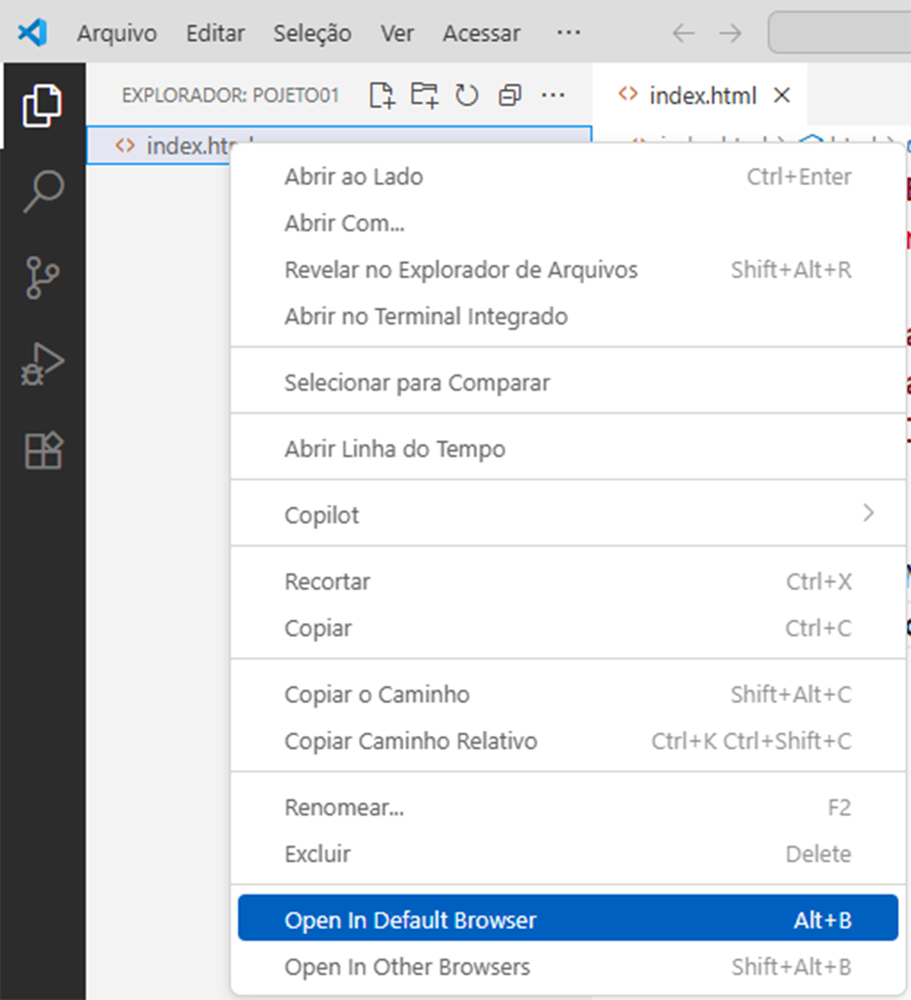 Arquivo Editar Seleção Ver Acessar ···
EXPLORADOR: POJETO01
index.html
Abrir ao Lado Ctrl+Enter
Abrir Com...
Revelar no Explorador de Arquivos Shift+Alt+R
Abrir no Terminal Integrado
Selecionar para Comparar
Abrir Linha do Tempo
Copilot
Recortar Ctrl+X
Copiar Ctrl+C
Copiar o Caminho Shift+Alt+C
Copiar Caminho Relativo Ctrl+K Ctrl+Shift+C
Renomear... F2
Excluir Delete
Open In Default Browser Alt+B
Open In Other Browsers Shift+Alt+B